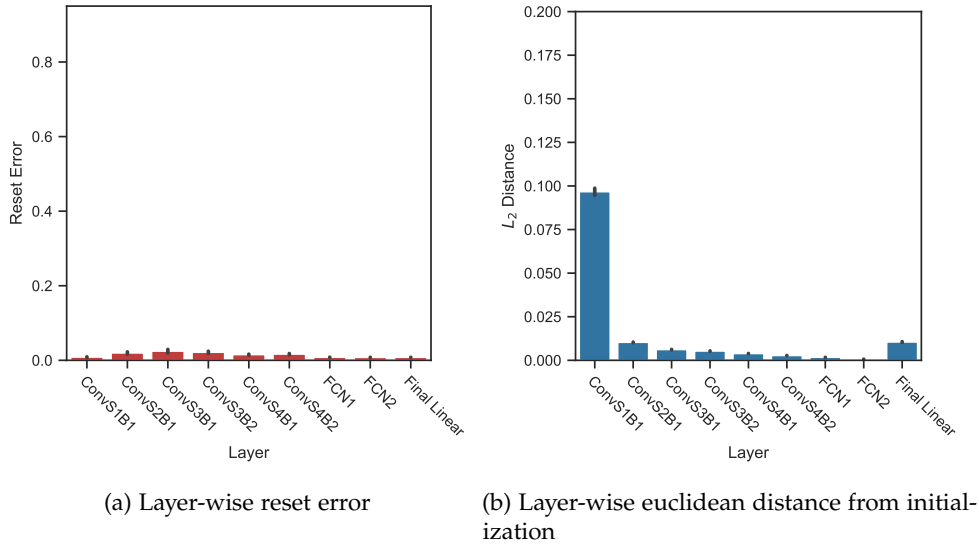 0.8
0.6
0.4
0.2
0.0
Reset Error
ConvS1B1
ConvS2B1
ConvS3B1
ConvS3B2
ConvS4B1
ConvS4B2
FCN1
FCN2
Final Linear
Layer
(a) Layer-wise reset error
0.200
0.175
0.150
0.125
0.100
0.075
0.050
0.025
0.000
L₂ Distance
ConvS1B1
ConvS2B1
ConvS3B1
ConvS3B2
ConvS4B1
ConvS4B2
FCN1
FCN2
Final Linear
Layer
(b) Layer-wise euclidean distance from initial-
ization